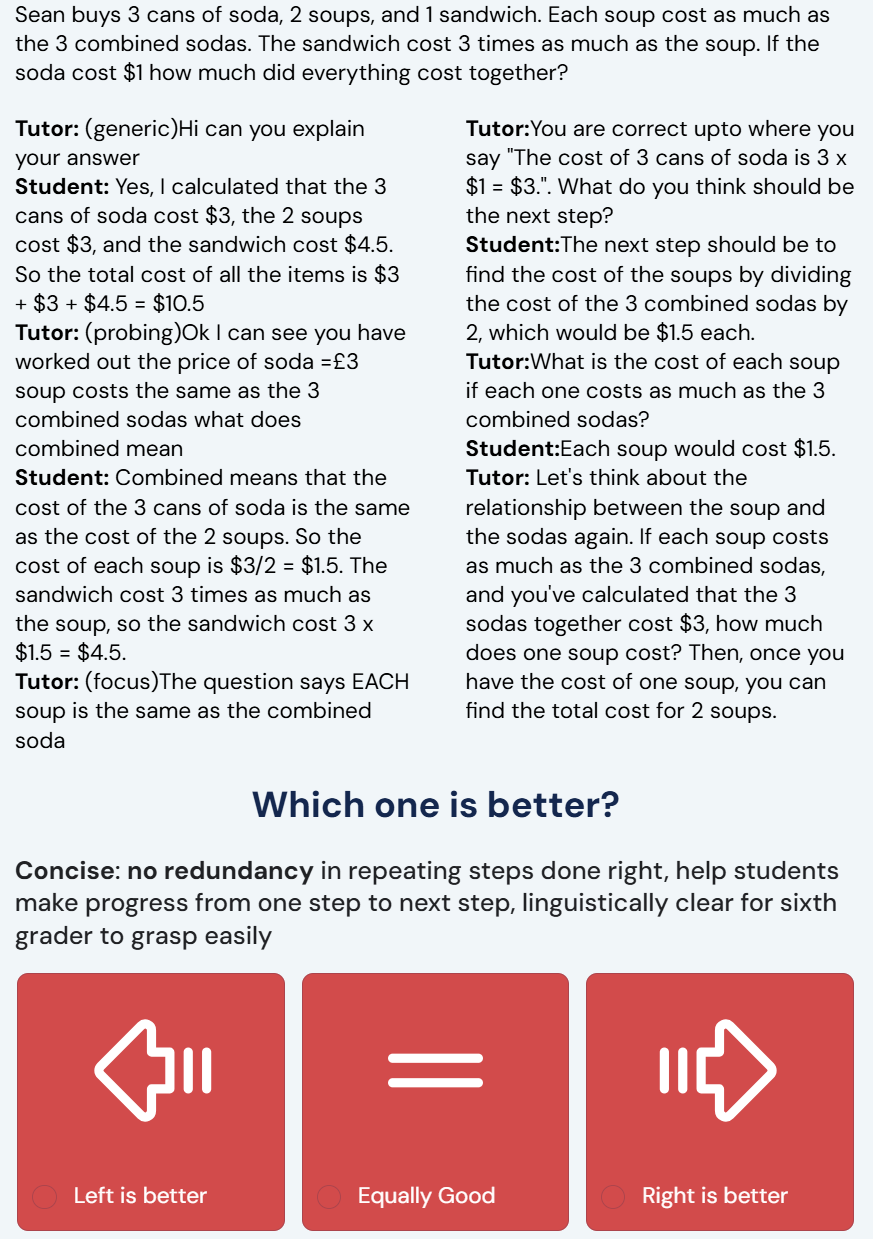 Sean buys 3 cans of soda, 2 soups, and 1 sandwich. Each soup cost as much as
the 3 combined sodas. The sandwich cost 3 times as much as the soup. If the
soda cost $1 how much did everything cost together?
Tutor: (generic)Hi can you explain
your answer
Student: Yes, I calculated that the 3
cans of soda cost $3, the 2 soups
cost $3, and the sandwich cost $4.5.
So the total cost of all the items is $3
+ $3 + $4.5 = $10.5
Tutor: (probing)Ok I can see you have
worked out the price of soda =£3
soup costs the same as the 3
combined sodas what does
combined mean
Student: Combined means that the
cost of the 3 cans of soda is the same
as the cost of the 2 soups. So the
cost of each soup is $3/2 = $1.5. The
sandwich cost 3 times as much as
the soup, so the sandwich cost 3 x
$1.5 = $4.5.
Tutor: (focus)The question says EACH
soup is the same as the combined
soda
Tutor:You are correct upto where you
say "The cost of 3 cans of soda is 3 x
$1 = $3.". What do you think should be
the next step?
Student:The next step should be to
find the cost of the soups by dividing
the cost of the 3 combined sodas by
2, which would be $1.5 each.
Tutor:What is the cost of each soup
if each one costs as much as the 3
combined sodas?
Student:Each soup would cost $1.5.
Tutor: Let's think about the
relationship between the soup and
the sodas again. If each soup costs
as much as the 3 combined sodas,
and you've calculated that the 3
sodas together cost $3, how much
does one soup cost? Then, once you
have the cost of one soup, you can
find the total cost for 2 soups.
Which one is better?
Concise: no redundancy in repeating steps done right, help students
make progress from one step to next step, linguistically clear for sixth
grader to grasp easily
Left is better
Equally Good
Right is better